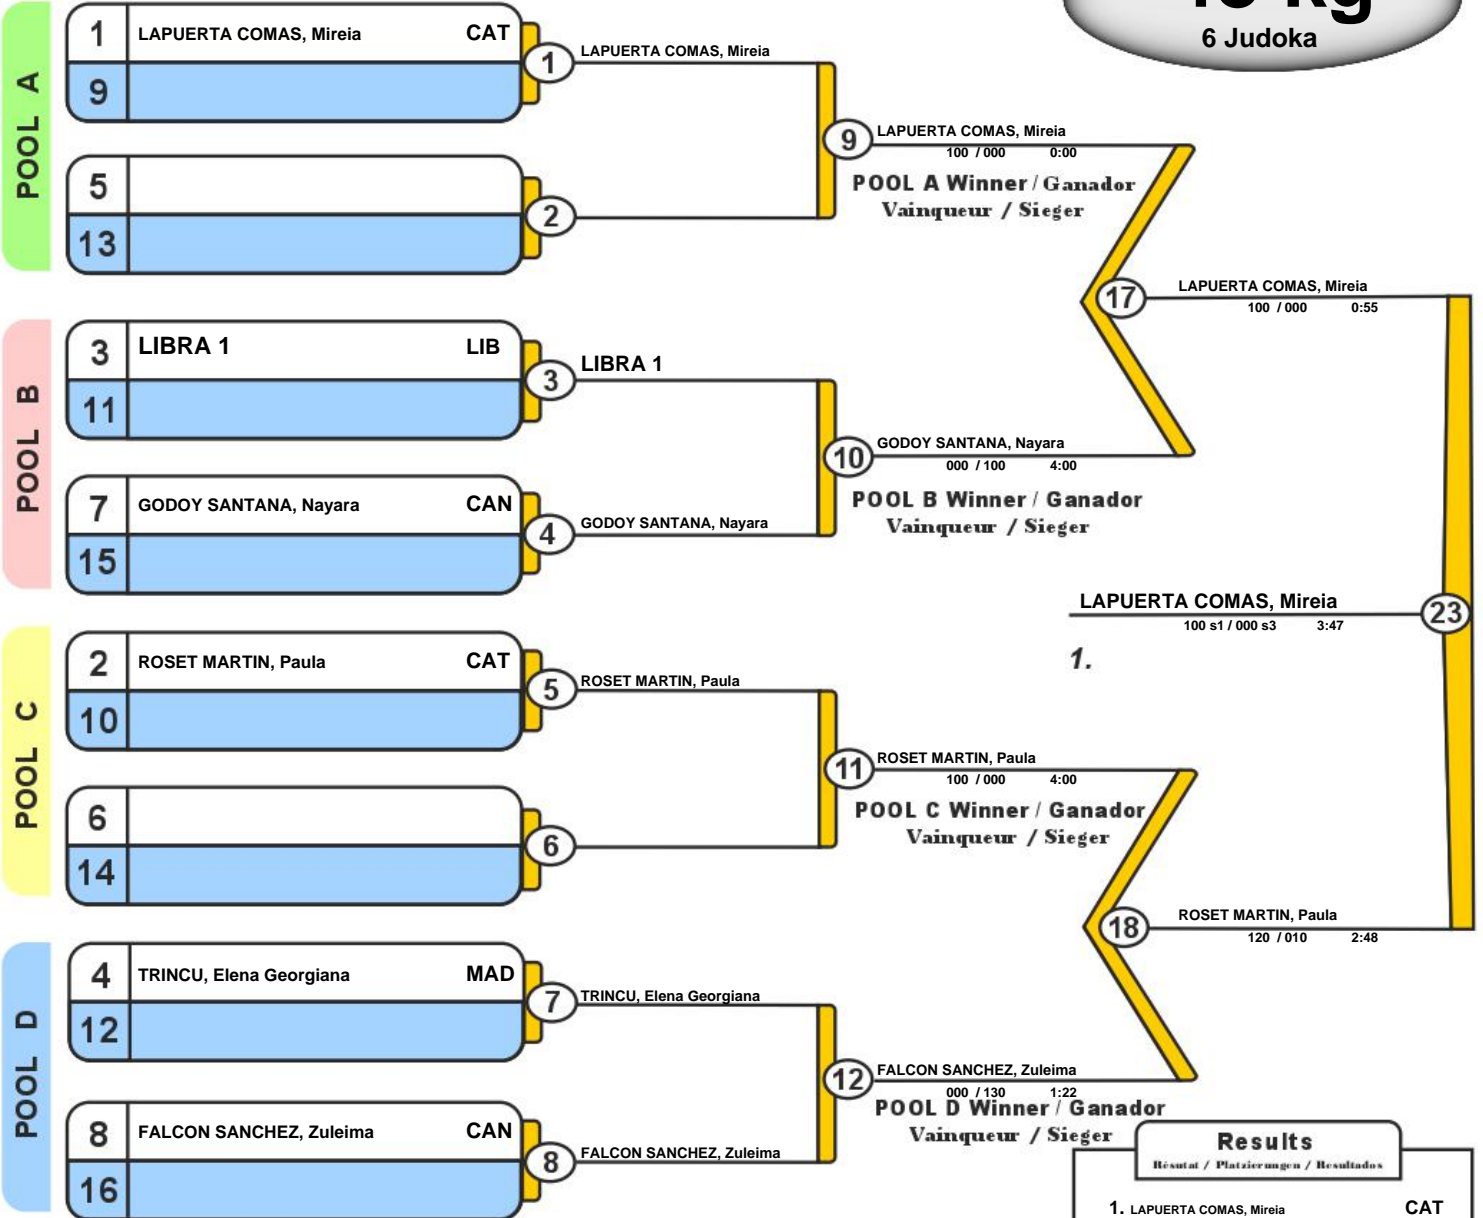 kg
6 Judoka
POOL A
1 LAPUERTA COMAS, Mireia CAT
9
5
13
1 LAPUERTA COMAS, Mireia
2
9 LAPUERTA COMAS, Mireia
100 / 000 0:00
POOL A Winner / Ganador
Vainqueur / Sieger
POOL B
3 LIBRA 1 LIB
11
7 GODOY SANTANA, Nayara CAN
15
3 LIBRA 1
4 GODOY SANTANA, Nayara
10 GODOY SANTANA, Nayara
000 / 100 4:00
POOL B Winner / Ganador
Vainqueur / Sieger
17 LAPUERTA COMAS, Mireia
100 / 000 0:55
LAPUERTA COMAS, Mireia 23
100 s1 / 000 s3 3:47
1.
POOL C
2 ROSET MARTIN, Paula CAT
10
6
14
5 ROSET MARTIN, Paula
6
11 ROSET MARTIN, Paula
100 / 000 4:00
POOL C Winner / Ganador
Vainqueur / Sieger
18 ROSET MARTIN, Paula
120 / 010 2:48
POOL D
4 TRINCU, Elena Georgiana MAD
12
8 FALCON SANCHEZ, Zuleima CAN
16
7 TRINCU, Elena Georgiana
8 FALCON SANCHEZ, Zuleima
12 FALCON SANCHEZ, Zuleima
000 / 130 1:22
POOL D Winner / Ganador
Vainqueur / Sieger
Results
Résutat / Platzierungen / Resultados
1. LAPUERTA COMAS, Mireia CAT